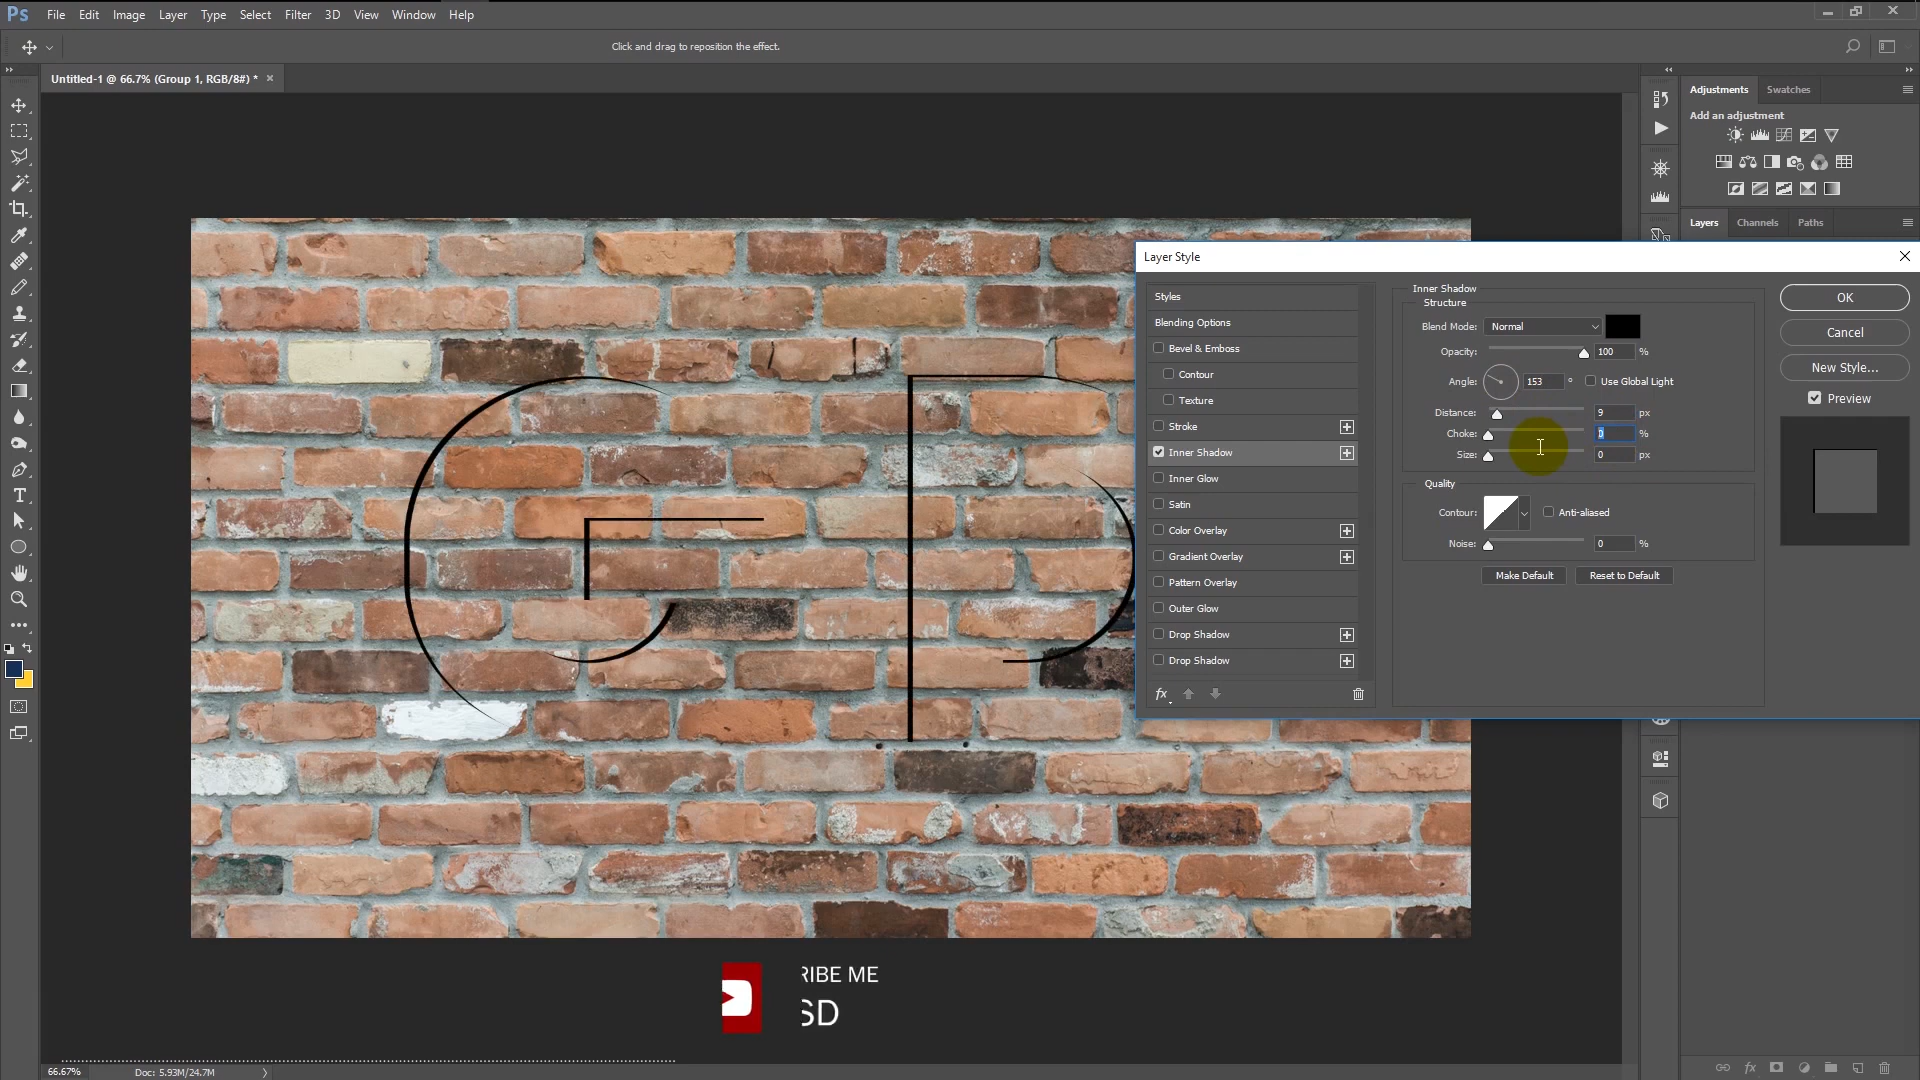 Ps File Edit Image Layer Type Select Filter 3D View Window Help
Click and drag to reposition the effect.
Untitled-1 @ 66.7% (Group 1, RGB/8#) *
Adjustments Swatches
Add an adjustment
Layers Channels Paths
Layer Style
Styles
Blending Options
Bevel & Emboss
Contour
Texture
Stroke
Inner Shadow
Inner Glow
Satin
Color Overlay
Gradient Overlay
Pattern Overlay
Outer Glow
Drop Shadow
Drop Shadow
fx
Inner Shadow
Structure
Blend Mode: Normal
Opacity: 100 %
Angle: 153 ° Use Global Light
Distance: 9 px
Choke: 0 %
Size: 0 px
Quality
Contour: Anti-aliased
Noise: 0 %
Make Default Reset to Default
OK
Cancel
New Style...
Preview
RIBE ME
SD
66.67% Doc: 5.93M/24.7M
fx